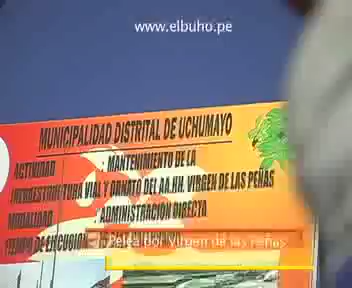 www.elbuho.pe
MUNICIPALIDAD DISTRITAL DE UCHUMAYO
ACTIVIDAD : MANTENIMIENTO DE LA
INFRAESTRUCTURA VIAL Y ORNATO DEL AA.HH. VIRGEN DE LAS PEÑAS
MODALIDAD : ADMINISTRACION DIRECTA
TIEMPO DE EJECUCION
Pelea por Virgen de las Peñas